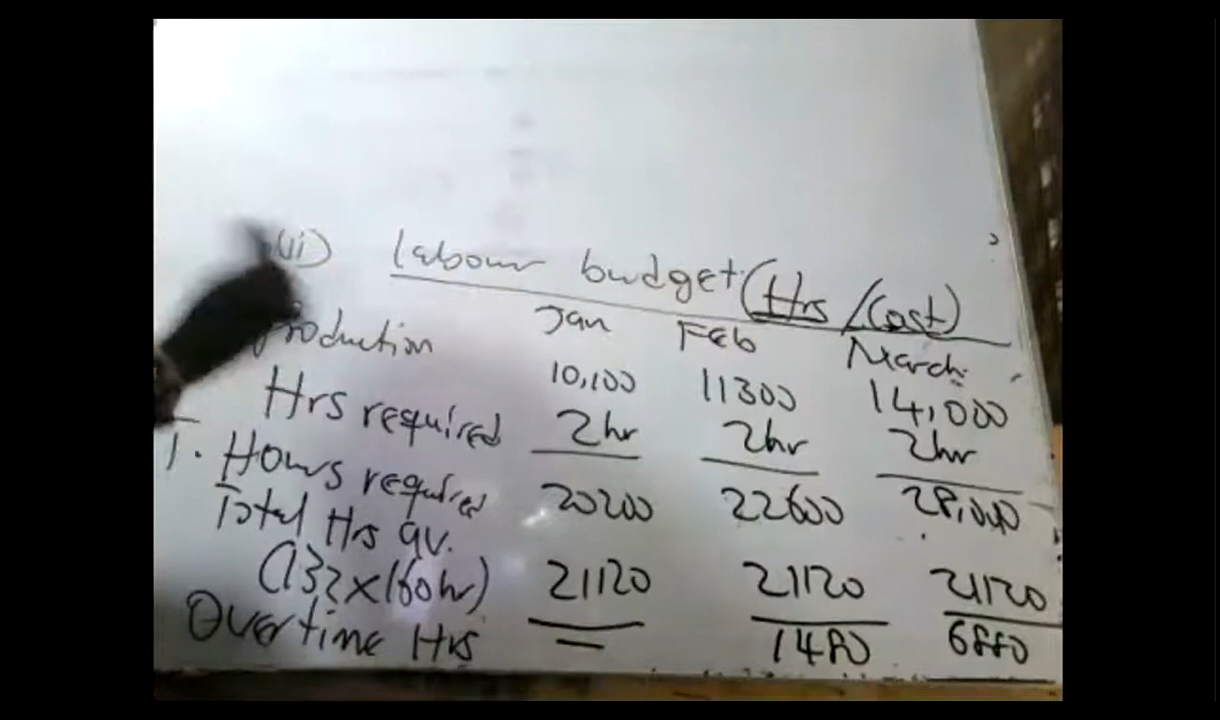 (vii) Labour budget (Hrs/Cost)
Jan Feb March
Production 10,100 11300 14,000
Hrs required 2hr 2hr 2hr
T. Hours required 20200 22600 28,000
Total Hrs av.
(132x160hr) 21120 21120 21120
Overtime Hrs = 1480 6880